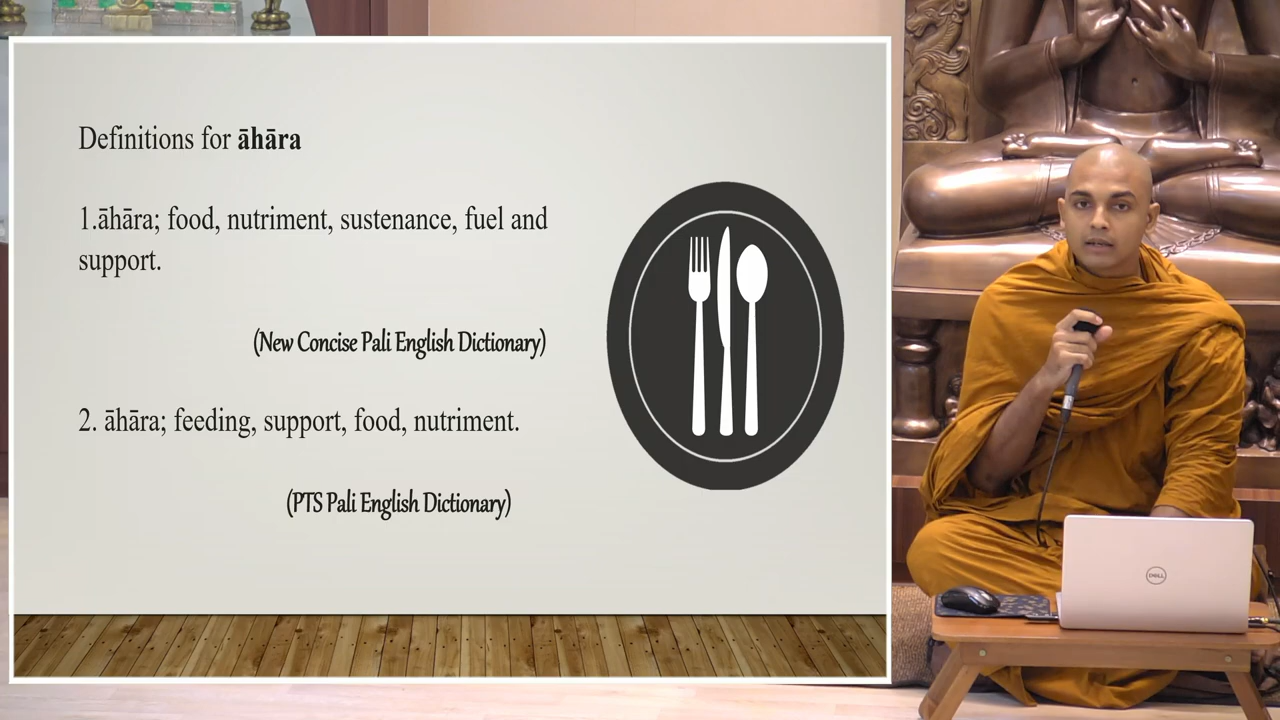 Definitions for āhāra
1.āhāra; food, nutriment, sustenance, fuel and
support.
(New Concise Pali English Dictionary)
2. āhāra; feeding, support, food, nutriment.
(PTS Pali English Dictionary)
DELL